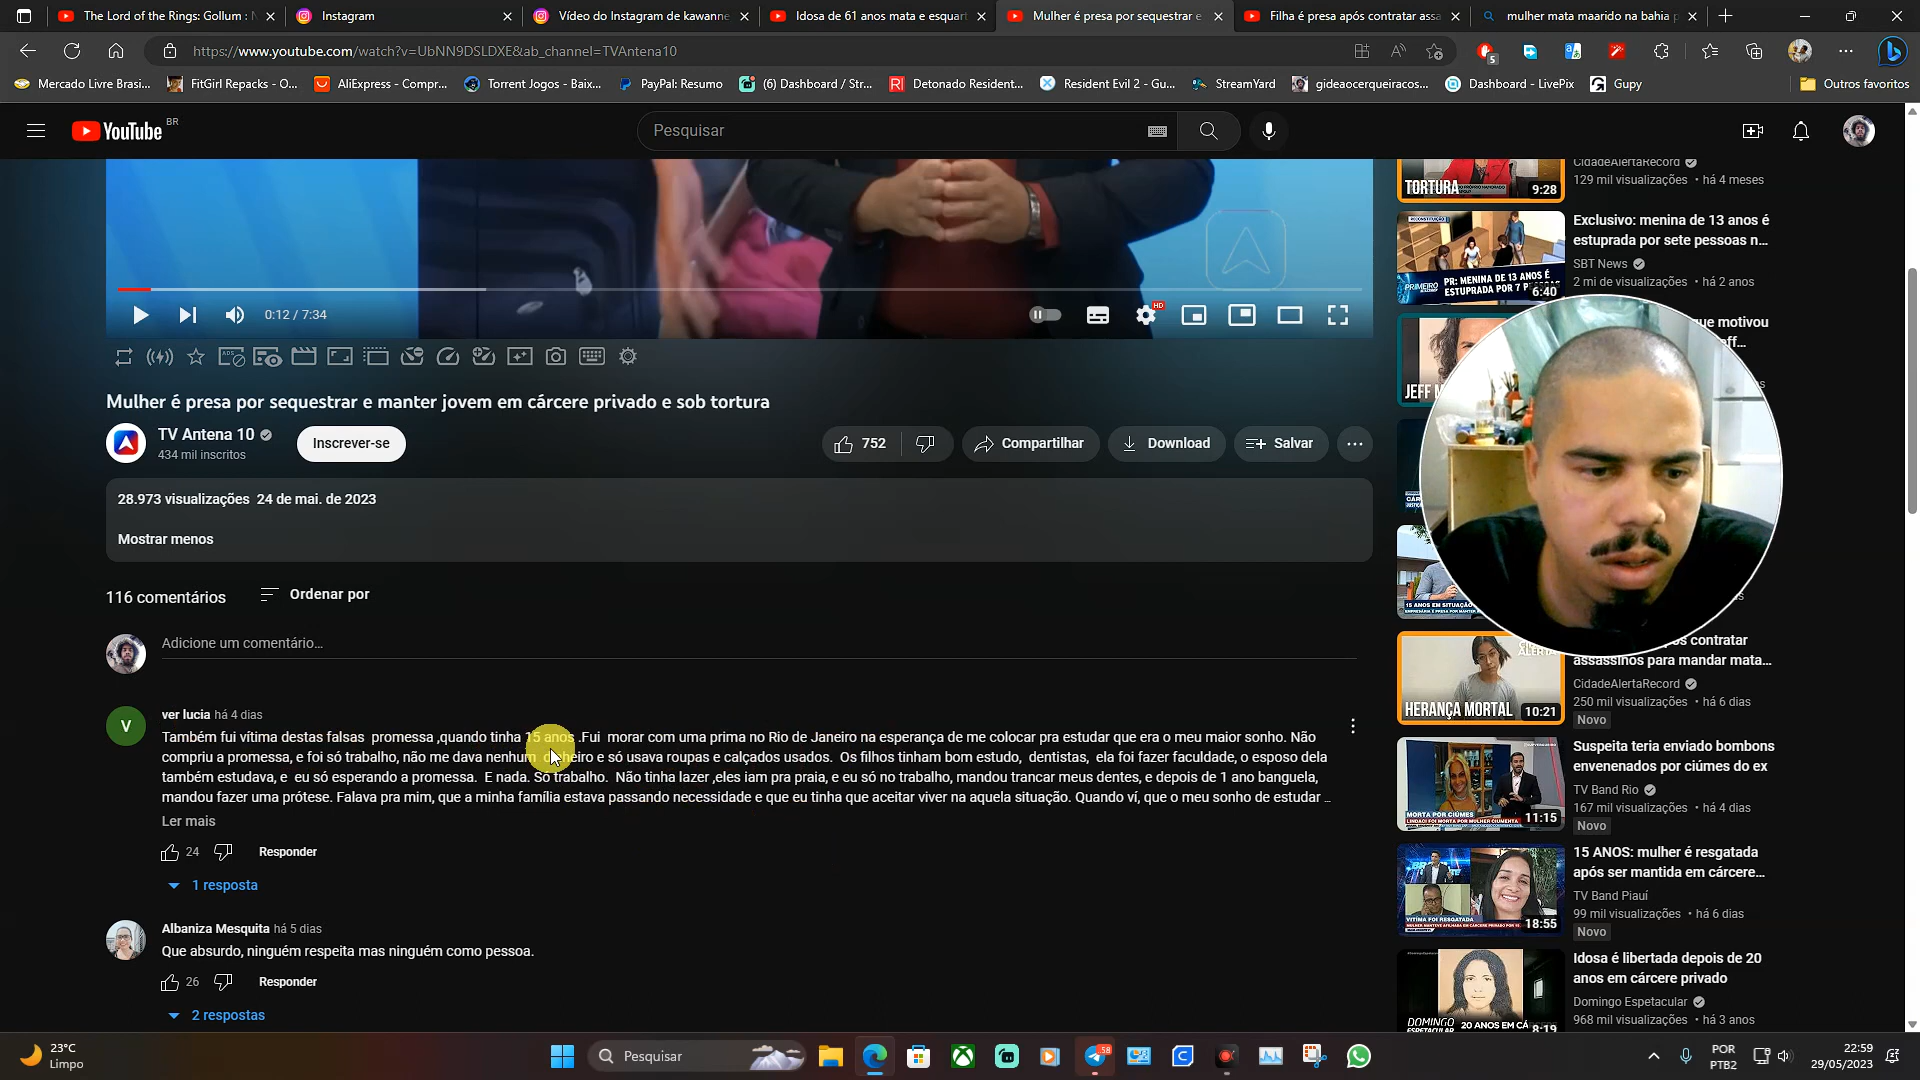 The Lord of the Rings: Gollum : N
Instagram
Vídeo do Instagram de kawanne
Idosa de 61 anos mata e esquart
Mulher é presa por sequestrar e
Filha é presa após contratar assa
mulher mata maarido na bahia p
https://www.youtube.com/watch?v=UbNN9DSLDXE&ab_channel=TVAntena10
5
Mercado Livre Brasi...
FitGirl Repacks - O...
AliExpress - Compr...
Torrent Jogos - Baix...
PayPal: Resumo
(6) Dashboard / Str...
Detonado Resident...
Resident Evil 2 - Gu...
StreamYard
gideaocerqueiracos...
Dashboard - LivePix
Gupy
Outros favoritos
YouTube BR
Pesquisar
0:12 / 7:34
HD
Mulher é presa por sequestrar e manter jovem em cárcere privado e sob tortura
TV Antena 10
434 mil inscritos
Inscrever-se
752
Compartilhar
Download
Salvar
28.973 visualizações 24 de mai. de 2023
Mostrar menos
116 comentários
Ordenar por
Adicione um comentário...
ver lucia há 4 dias
V
Também fui vítima destas falsas promessa ,quando tinha 15 anos .Fui morar com uma prima no Rio de Janeiro na esperança de me colocar pra estudar que era o meu maior sonho. Não
compriu a promessa, e foi só trabalho, não me dava nenhum dinheiro e só usava roupas e calçados usados. Os filhos tinham bom estudo, dentistas, ela foi fazer faculdade, o esposo dela
também estudava, e eu só esperando a promessa. E nada. Só trabalho. Não tinha lazer ,eles iam pra praia, e eu só no trabalho, mandou trancar meus dentes, e depois de 1 ano banguela,
mandou fazer uma prótese. Falava pra mim, que a minha família estava passando necessidade e que eu tinha que aceitar viver na aquela situação. Quando ví, que o meu sonho de estudar ...
Ler mais
24
Responder
1 resposta
Albaniza Mesquita há 5 dias
Que absurdo, ninguém respeita mas ninguém como pessoa.
26
Responder
2 respostas
TORTURA
9:28
CidadeAlertaRecord
129 mil visualizações • há 4 meses
PR: MENINA DE 13 ANOS É
ESTUPRADA POR 7
6:40
Exclusivo: menina de 13 anos é
estuprada por sete pessoas n...
SBT News
2 mi de visualizações • há 2 anos
JEFF
que motivou
15 ANOS EM SITUAÇÃO
contratar
assassinos para mandar mata...
CidadeAlertaRecord
250 mil visualizações • há 6 dias
Novo
HERANÇA MORTAL
10:21
Suspeita teria enviado bombons
envenenados por ciúmes do ex
TV Band Rio
167 mil visualizações • há 4 dias
Novo
MORTA POR CIÚMES
LINDACI FOI MORTA POR MULHER CIUMENTA
11:15
15 ANOS: mulher é resgatada
após ser mantida em cárcere...
TV Band Piauí
99 mil visualizações • há 6 dias
Novo
VÍTIMA FOI RESGATADA
18:55
Idosa é libertada depois de 20
anos em cárcere privado
Domingo Espetacular
968 mil visualizações • há 3 anos
DOMINGO
20 ANOS EM CÁ
8:19
23°C
Limpo
Pesquisar
58
POR
PTB2
22:59
29/05/2023